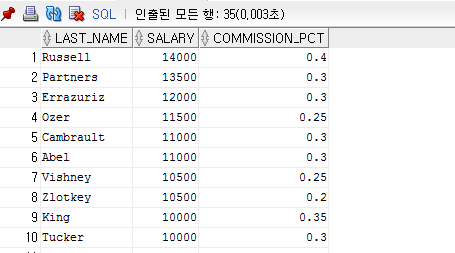 SQL | 인출된 모든 행: 35(0,003초)
LAST_NAME SALARY COMMISSION_PCT
1 Russell 14000 0.4
2 Partners 13500 0.3
3 Errazuriz 12000 0.3
4 Ozer 11500 0.25
5 Cambrault 11000 0.3
6 Abel 11000 0.3
7 Vishney 10500 0.25
8 Zlotkey 10500 0.2
9 King 10000 0.35
10 Tucker 10000 0.3